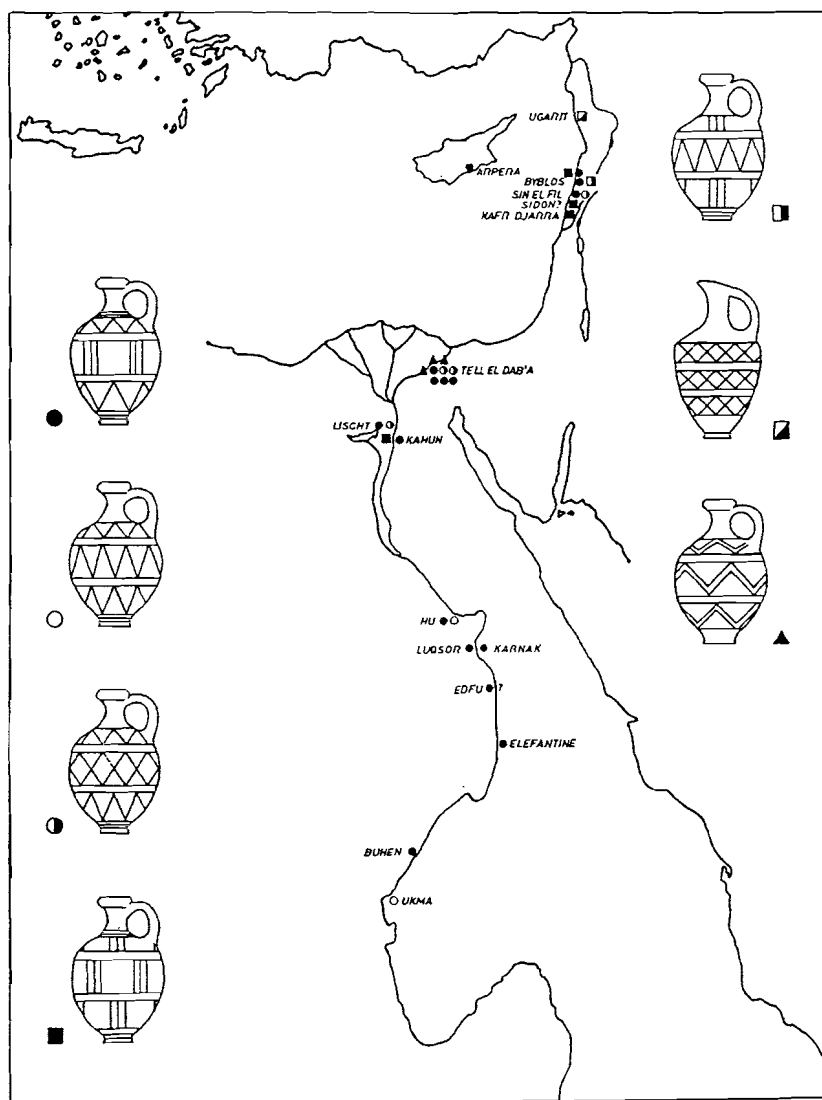 UGARIT
ARPERA
BYBLOS
SIN EL FIL
SIDON?
KAFR DJARRA
TELL EL DAB'A
LISCHT
KAHUN
HU
LUQSOR
KARNAK
EDFU ?
ELEFANTINE
BUHEN
UKMA